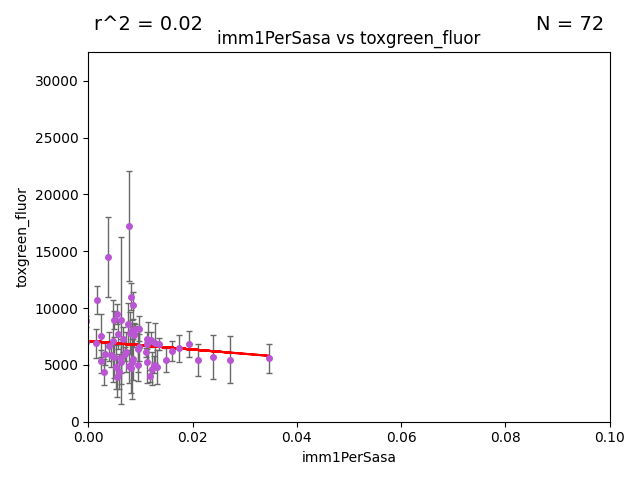 r^2 = 0.02
N = 72
imm1PerSasa vs toxgreen_fluor
30000
25000
20000
15000
10000
5000
0
toxgreen_fluor
0.00 0.02 0.04 0.06 0.08 0.10
imm1PerSasa